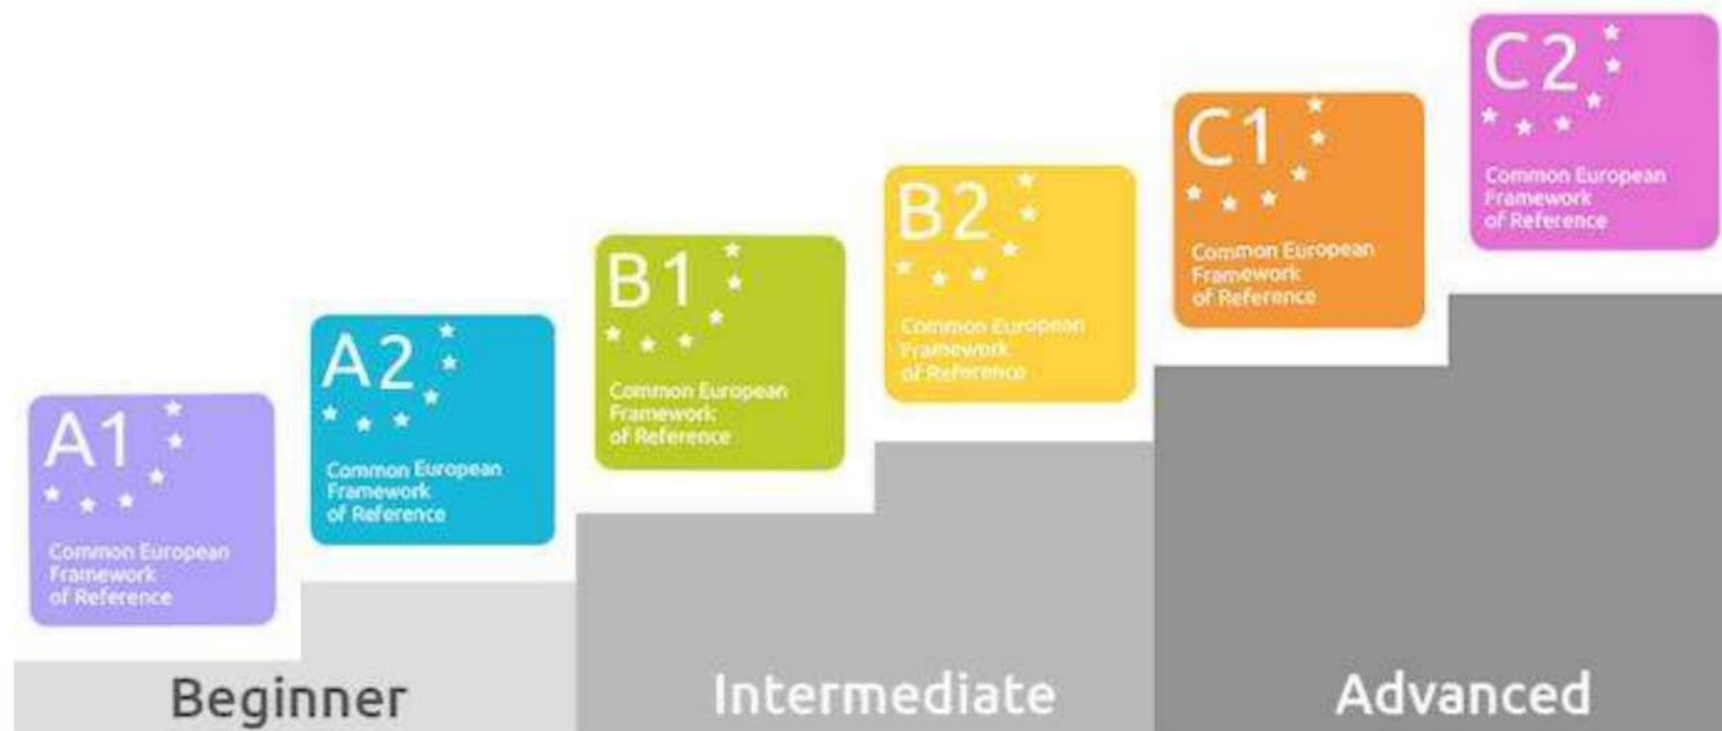 A1
Common European
Framework
of Reference
A2
Common European
Framework
of Reference
B1
Common European
Framework
of Reference
B2
Common European
Framework
of Reference
C1
Common European
Framework
of Reference
C2
Common European
Framework
of Reference
Beginner
Intermediate
Advanced